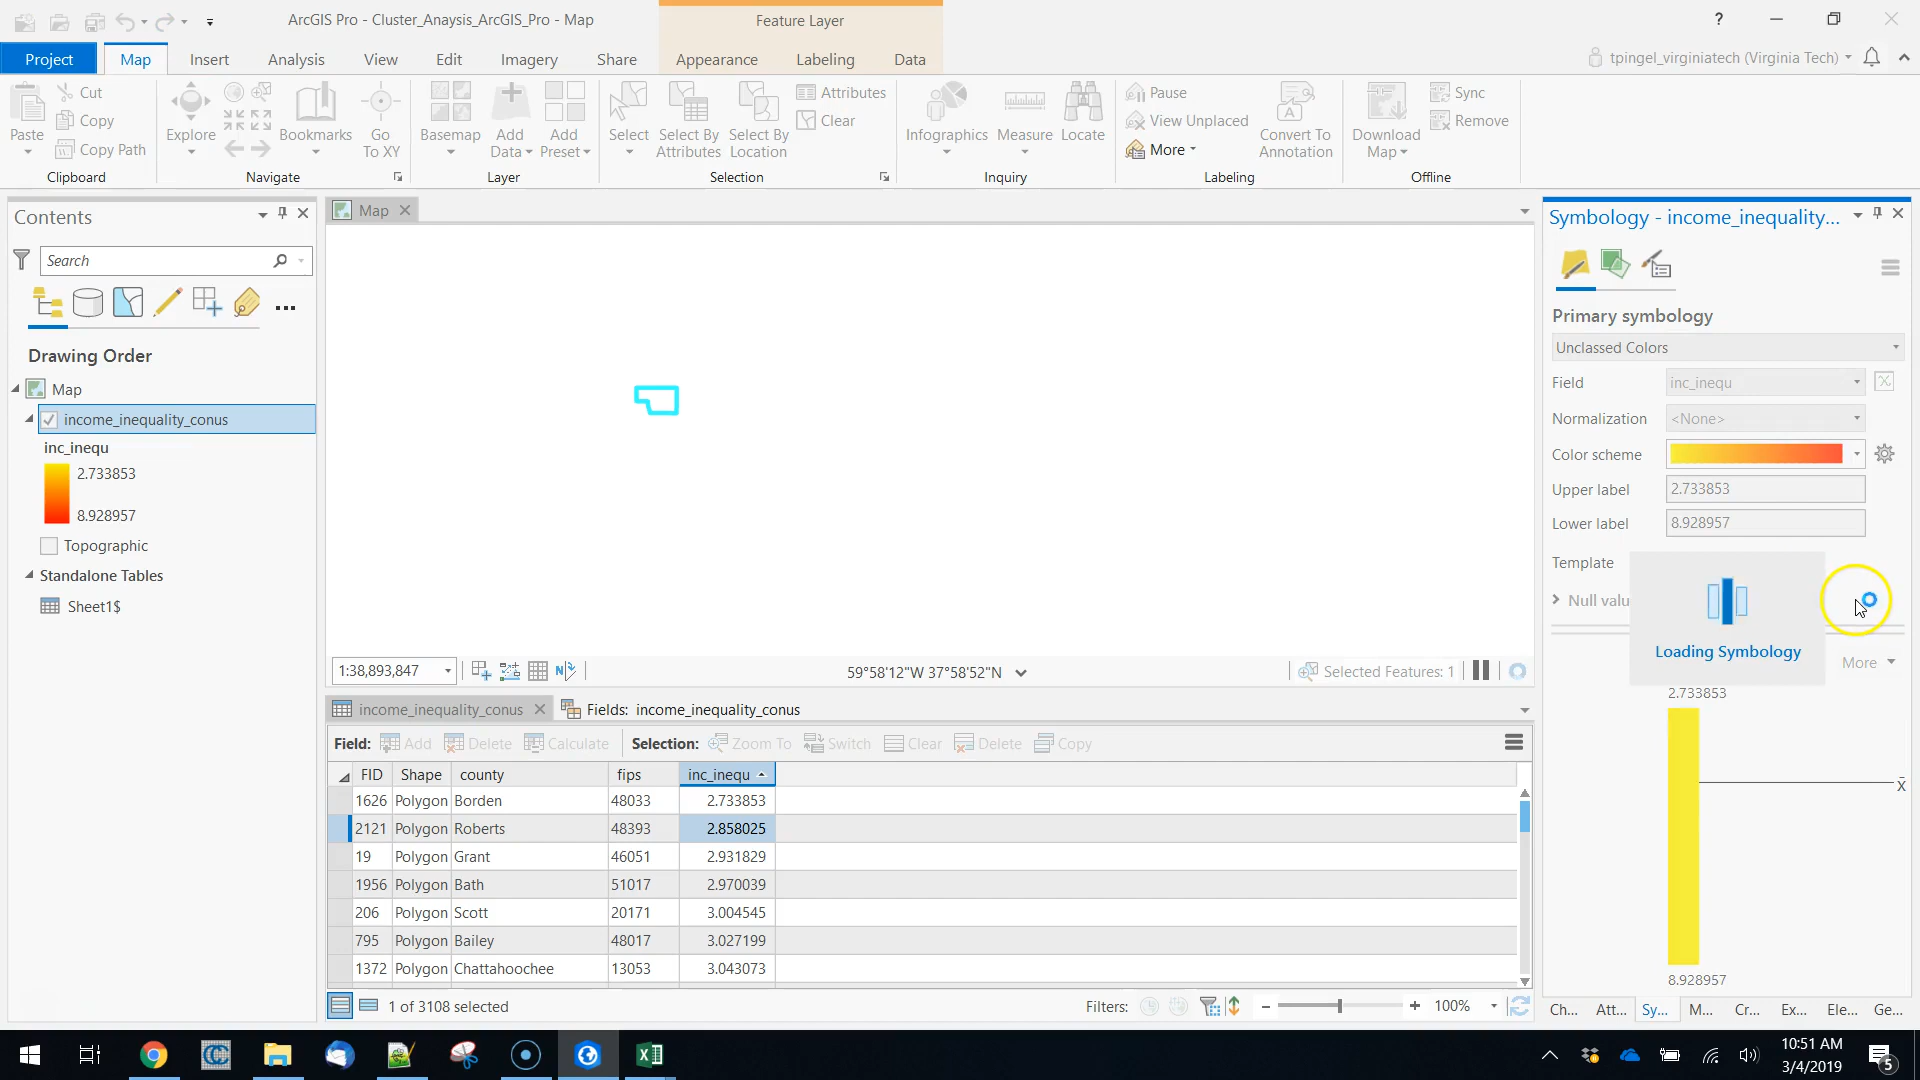 ArcGIS Pro - Cluster_Anaysis_ArcGIS_Pro - Map
Feature Layer
?
Project
Map
Insert
Analysis
View
Edit
Imagery
Share
Appearance
Labeling
Data
tpingel_virginiatech (Virginia Tech)
Paste
Cut
Copy
Copy Path
Clipboard
Explore
Bookmarks
Go
To XY
Navigate
Basemap
Add
Data
Add
Preset
Layer
Select
Select By
Attributes
Select By
Location
Attributes
Clear
Selection
Infographics
Measure
Locate
Inquiry
Pause
View Unplaced
More
Convert To
Annotation
Labeling
Download
Map
Sync
Remove
Offline
Contents
Search
Drawing Order
Map
income_inequality_conus
inc_inequ
2.733853
8.928957
Topographic
Standalone Tables
Sheet1$
Map
1:38,893,847
59°58'12"W 37°58'52"N
Selected Features: 1
income_inequality_conus
Fields: income_inequality_conus
Field: Add Delete Calculate Selection: Zoom To Switch Clear Delete Copy
FID Shape county fips inc_inequ
1626 Polygon Borden 48033 2.733853
2121 Polygon Roberts 48393 2.858025
19 Polygon Grant 46051 2.931829
1956 Polygon Bath 51017 2.970039
206 Polygon Scott 20171 3.004545
795 Polygon Bailey 48017 3.027199
1372 Polygon Chattahoochee 13053 3.043073
1 of 3108 selected
Filters:
100%
Symbology - income_inequality...
Primary symbology
Unclassed Colors
Field inc_inequ
Normalization <None>
Color scheme
Upper label 2.733853
Lower label 8.928957
Template
Null valu
Loading Symbology
More
2.733853
x̄
8.928957
Ch... Att... Sy... M... Cr... Ex... Ele... Ge...
10:51 AM
3/4/2019
5